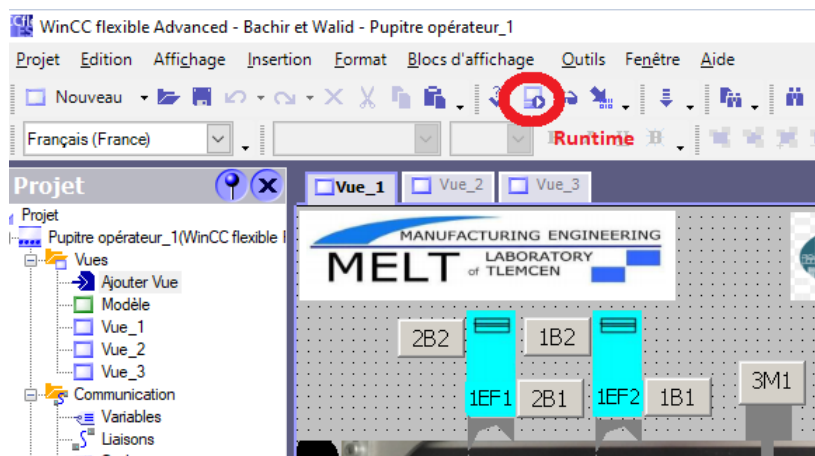 WinCC flexible Advanced - Bachir et Walid - Pupitre opérateur_1
Projet Edition Affichage Insertion Format Blocs d'affichage Outils Fenêtre Aide
Nouveau
Français (France)
Runtime
Projet
Vue_1 Vue_2 Vue_3
Projet
Pupitre opérateur_1(WinCC flexible
Vues
Ajouter Vue
Modèle
Vue_1
Vue_2
Vue_3
Communication
Variables
Liaisons
MANUFACTURING ENGINEERING
MELT LABORATORY
of TLEMCEN
2B2 1B2
1EF1 2B1 1EF2 1B1 3M1